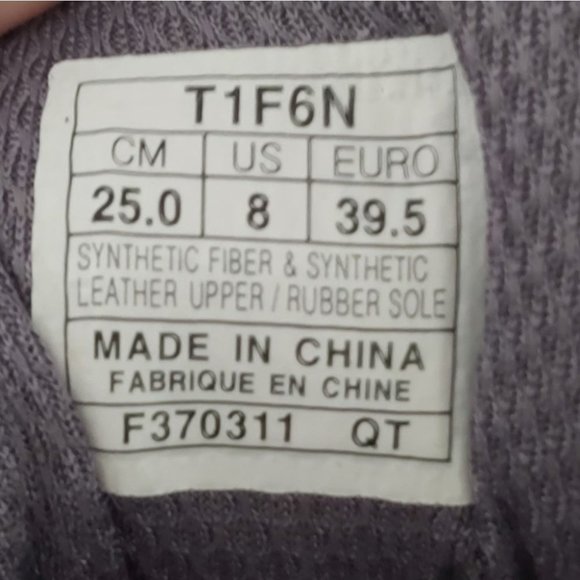 T1F6N
CM US EURO
25.0 8 39.5
SYNTHETIC FIBER & SYNTHETIC
LEATHER UPPER / RUBBER SOLE
MADE IN CHINA
FABRIQUE EN CHINE
F370311 QT